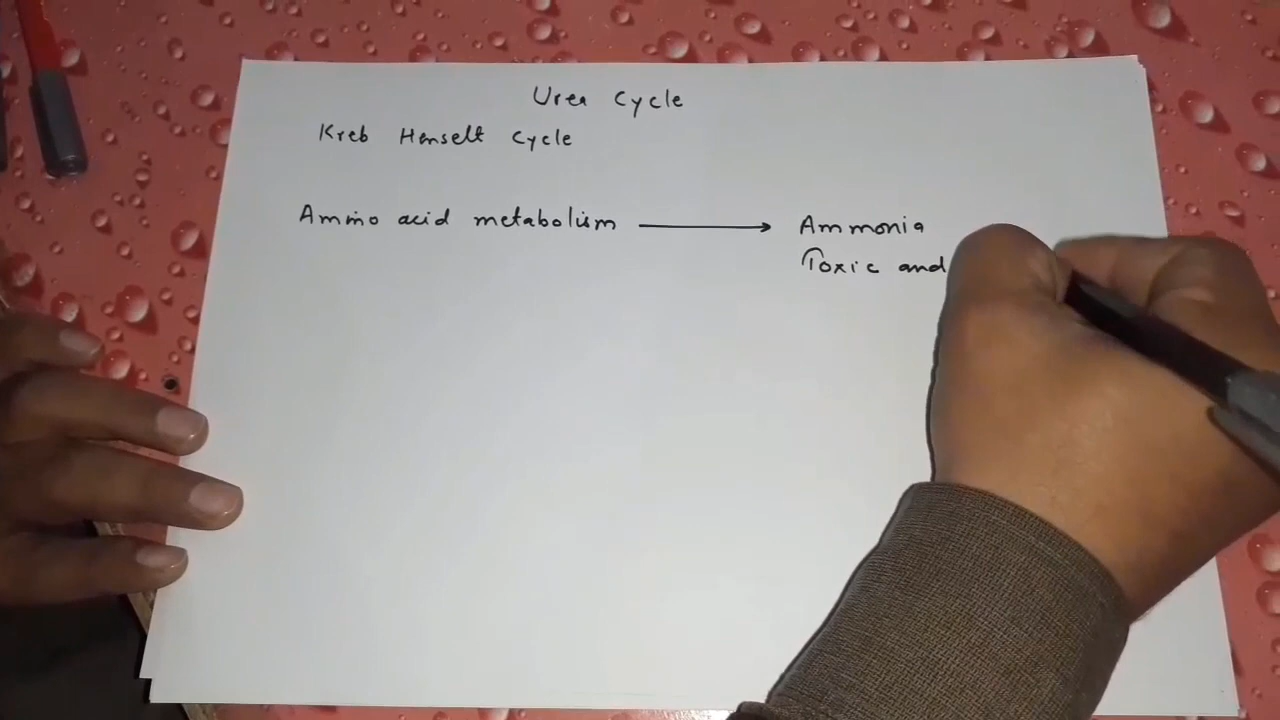 Urea Cycle
Kreb Henselt Cycle
Amino acid metabolism → Ammonia
Toxic and